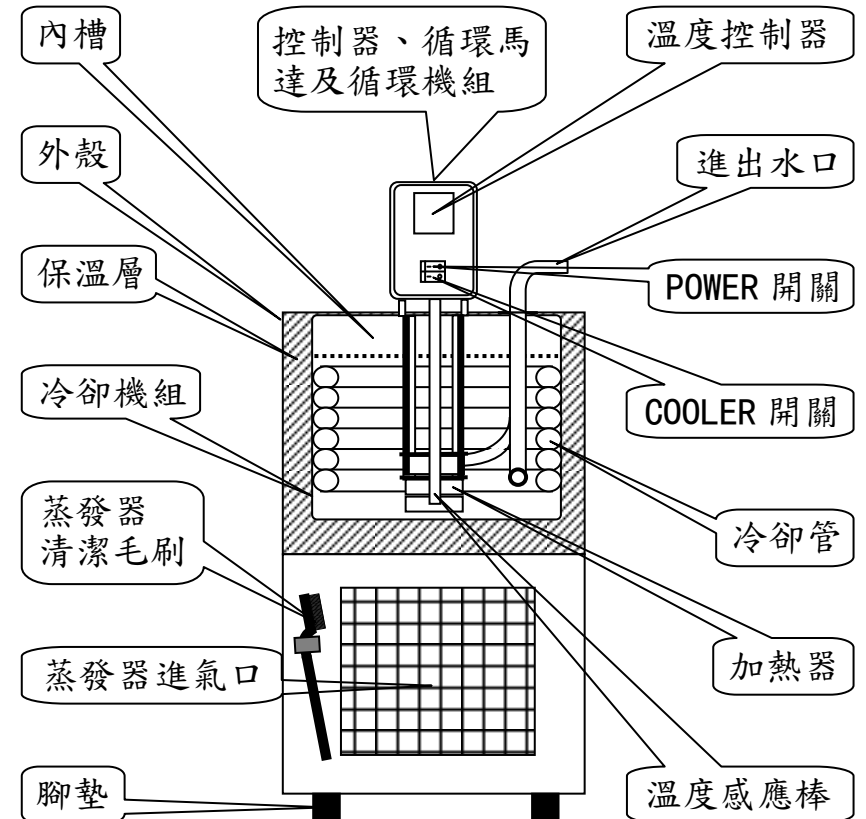 內槽
控制器、循環馬
達及循環機組
溫度控制器
外殼
進出水口
保溫層
POWER 開關
冷卻機組
COOLER 開關
蒸發器
清潔毛刷
冷卻管
蒸發器進氣口
加熱器
腳墊
溫度感應棒